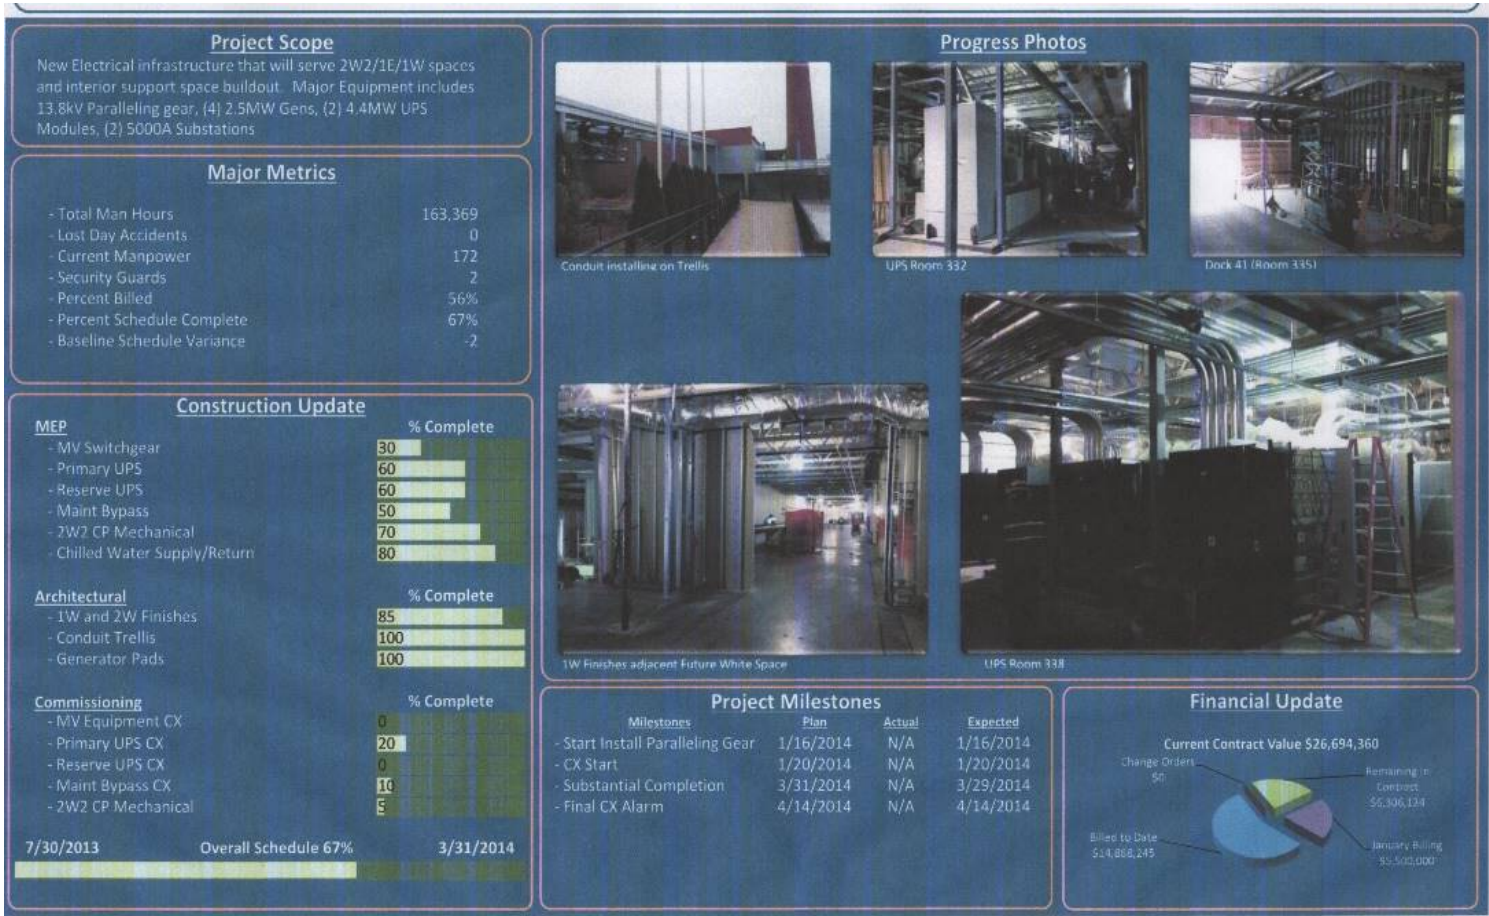 Project Scope
New Electrical infrastructure that will serve 2W2/1E/1W spaces
and interior support space buildout. Major Equipment includes
13.8kV Paralleling gear, (4) 2.5MW Gens, (2) 4.4MW UPS
Modules, (2) 5000A Substations
Major Metrics
- Total Man Hours 163,369
- Lost Day Accidents 0
- Current Manpower 172
- Security Guards 2
- Percent Billed 56%
- Percent Schedule Complete 67%
- Baseline Schedule Variance -2
Construction Update
MEP % Complete
- MV Switchgear 30
- Primary UPS 60
- Reserve UPS 60
- Maint Bypass 50
- 2W2 CP Mechanical 70
- Chilled Water Supply/Return 80
Architectural % Complete
- 1W and 2W Finishes 85
- Conduit Trellis 100
- Generator Pads 100
Commissioning % Complete
- MV Equipment CX 0
- Primary UPS CX 20
- Reserve UPS CX 0
- Maint Bypass CX 10
- 2W2 CP Mechanical 5
7/30/2013 Overall Schedule 67% 3/31/2014
Progress Photos
Conduit installing on Trellis
UPS Room 332
Dock 41 (Room 335)
1W Finishes adjacent Future White Space
UPS Room 338
Project Milestones
Milestones Plan Actual Expected
- Start Install Paralleling Gear 1/16/2014 N/A 1/16/2014
- CX Start 1/20/2014 N/A 1/20/2014
- Substantial Completion 3/31/2014 N/A 3/29/2014
- Final CX Alarm 4/14/2014 N/A 4/14/2014
Financial Update
Current Contract Value $26,694,360
Change Orders
$0
Remaining in
Contract
Billed to Date
$14,868,245
January Billing
$5,500,000